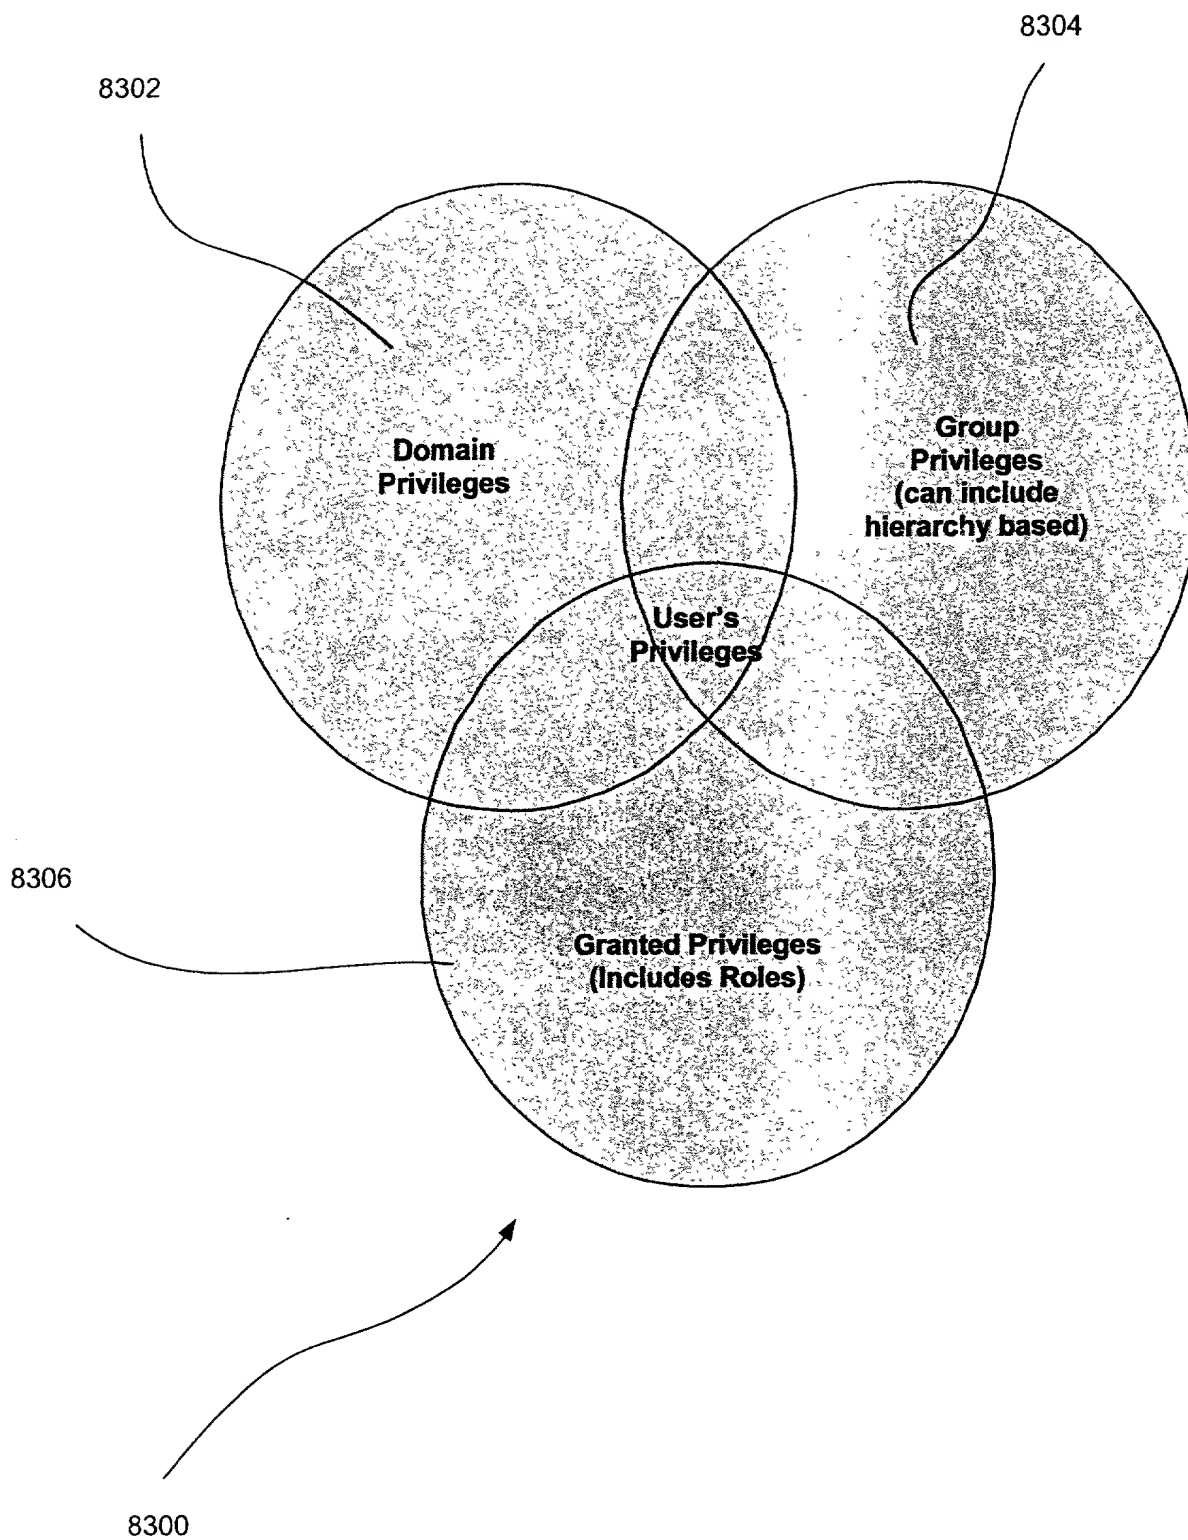 8304
8302
Domain
Privileges
Group
Privileges
(can include
hierarchy based)
User's
Privileges
8306
Granted Privileges
(Includes Roles)
8300